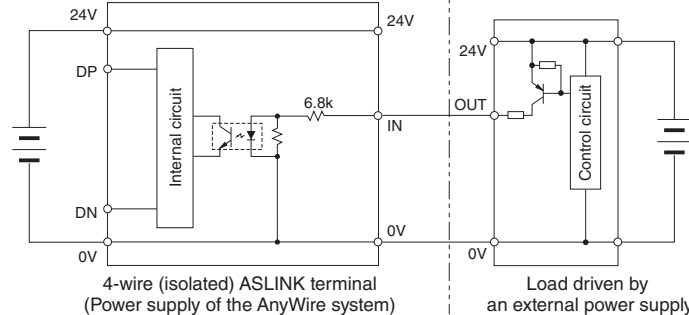 24V
24V
DP
Internal circuit
6.8k
IN
DN
0V
0V
24V
OUT
Control circuit
0V
4-wire (isolated) ASLINK terminal
(Power supply of the AnyWire system)
Load driven by
an external power supply